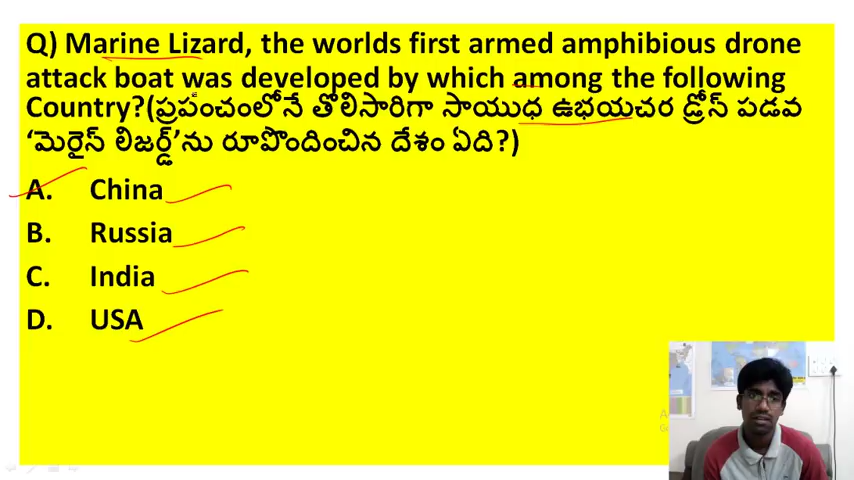 Q) Marine Lizard, the worlds first armed amphibious drone
attack boat was developed by which among the following
Country?(ప్రపంచంలోనే తొలిసారిగా సాయుధ ఉభయచర డ్రోన్ పడవ
‘మెరైన్ లిజర్డ్’ను రూపొందించిన దేశం ఏది?)
A. China
B. Russia
C. India
D. USA